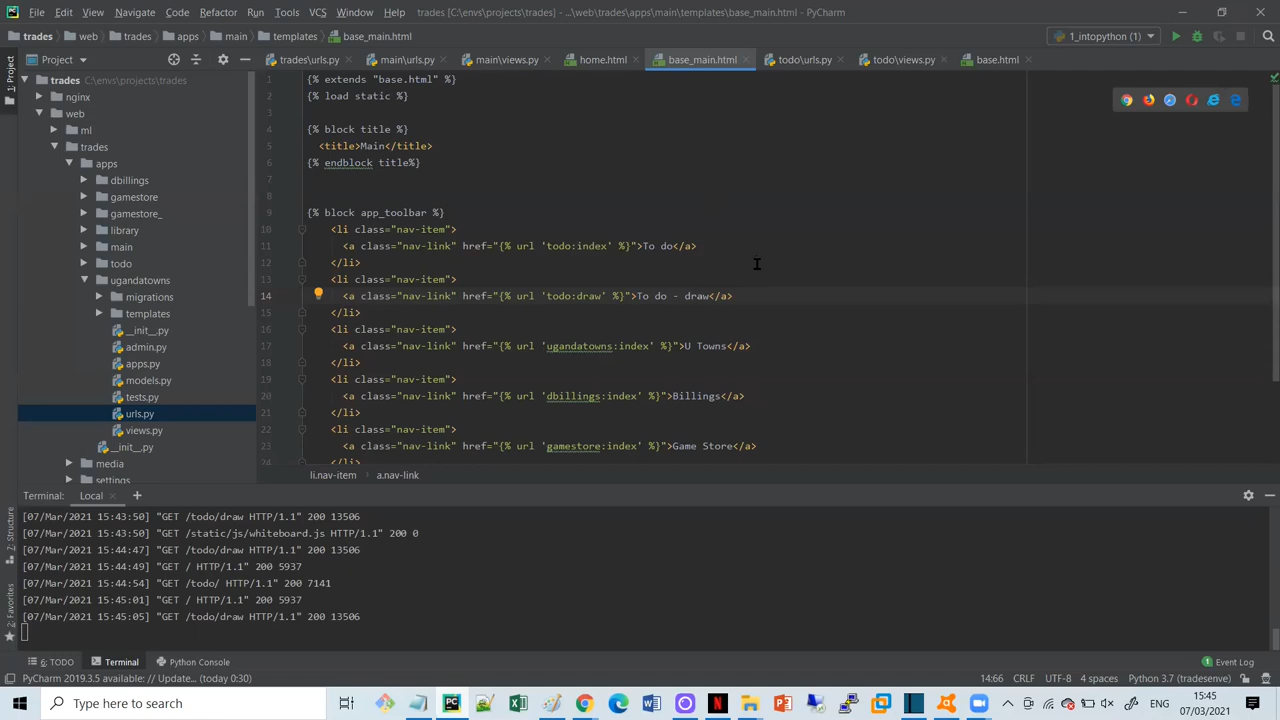 File Edit View Navigate Code Refactor Run Tools VCS Window Help trades [C:\envs\projects\trades] - ...\web\trades\apps\main\templates\base_main.html - PyCharm
trades web trades apps main templates base_main.html 1_intopython (1)
Project trades\urls.py main\urls.py main\views.py home.html base_main.html todo\urls.py todo\views.py base.html
1: Project
trades C:\envs\projects\trades
nginx
web
ml
trades
apps
dbillings
gamestore
gamestore_
library
main
todo
ugandatowns
migrations
templates
__init__.py
admin.py
apps.py
models.py
tests.py
urls.py
views.py
__init__.py
media
settings
1 {% extends "base.html" %}
2 {% load static %}
3
4 {% block title %}
5 <title>Main</title>
6 {% endblock title%}
7
8
9 {% block app_toolbar %}
10 <li class="nav-item">
11 <a class="nav-link" href="{% url 'todo:index' %}">To do</a>
12 </li>
13 <li class="nav-item">
14 <a class="nav-link" href="{% url 'todo:draw' %}">To do - draw</a>
15 </li>
16 <li class="nav-item">
17 <a class="nav-link" href="{% url 'ugandatowns:index' %}">U Towns</a>
18 </li>
19 <li class="nav-item">
20 <a class="nav-link" href="{% url 'dbillings:index' %}">Billings</a>
21 </li>
22 <li class="nav-item">
23 <a class="nav-link" href="{% url 'gamestore:index' %}">Game Store</a>
24 </li>
li.nav-item a.nav-link
Terminal: Local
[07/Mar/2021 15:43:50] "GET /todo/draw HTTP/1.1" 200 13506
[07/Mar/2021 15:43:50] "GET /static/js/whiteboard.js HTTP/1.1" 200 0
[07/Mar/2021 15:44:47] "GET /todo/draw HTTP/1.1" 200 13506
[07/Mar/2021 15:44:49] "GET / HTTP/1.1" 200 5937
[07/Mar/2021 15:44:54] "GET /todo/ HTTP/1.1" 200 7141
[07/Mar/2021 15:45:01] "GET / HTTP/1.1" 200 5937
[07/Mar/2021 15:45:05] "GET /todo/draw HTTP/1.1" 200 13506
7: Structure
2: Favorites
6: TODO Terminal Python Console Event Log
PyCharm 2019.3.5 available: // Update... (today 0:30) 14:66 CRLF UTF-8 4 spaces Python 3.7 (tradesense)
Type here to search
ENG
15:45
07/03/2021